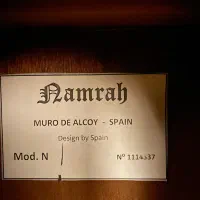 Namrah
MURO DE ALCOY - SPAIN
Design by Spain
Mod. N
Nº 1114337